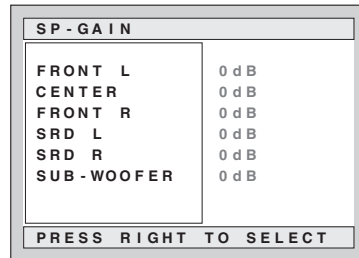 SP-GAIN
FRONT L 0dB
CENTER 0dB
FRONT R 0dB
SRD L 0dB
SRD R 0dB
SUB-WOOFER 0dB
PRESS RIGHT TO SELECT